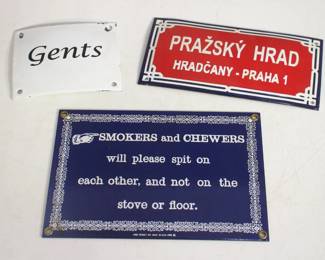 Gents
PRAŽSKÝ HRAD
HRADČANY - PRAHA 1
SMOKERS and CHEWERS
will please spit on
each other, and not on the
stove or floor.